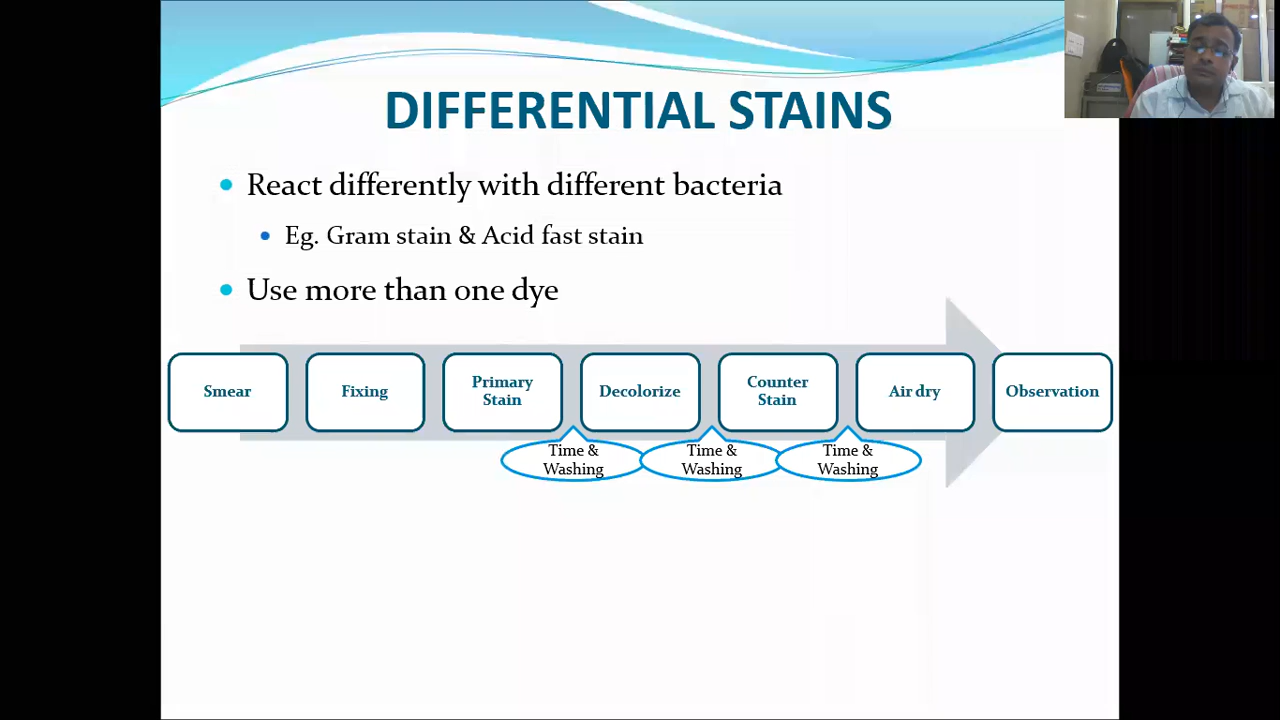 DIFFERENTIAL STAINS
React differently with different bacteria
Eg. Gram stain & Acid fast stain
Use more than one dye
Smear
Fixing
Primary
Stain
Decolorize
Counter
Stain
Air dry
Observation
Time &
Washing
Time &
Washing
Time &
Washing